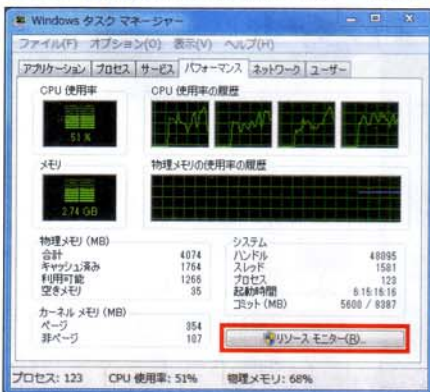 Windows タスク マネージャー
ファイル(F) オプション(O) 表示(V) ヘルプ(H)
アプリケーション プロセス サービス パフォーマンス ネットワーク ユーザー
CPU 使用率 CPU 使用率の履歴
51 %
メモリ 物理メモリの使用率の履歴
2.74 GB
物理メモリ (MB)
合計 4074
キャッシュ済み 1764
利用可能 1266
空きメモリ 35
カーネル メモリ (MB)
ページ 354
非ページ 107
システム
ハンドル 48095
スレッド 1581
プロセス 123
起動時間 6:15:16:16
コミット (MB) 5600 / 8387
リソース モニター(R)...
プロセス: 123 CPU 使用率: 51% 物理メモリ: 68%